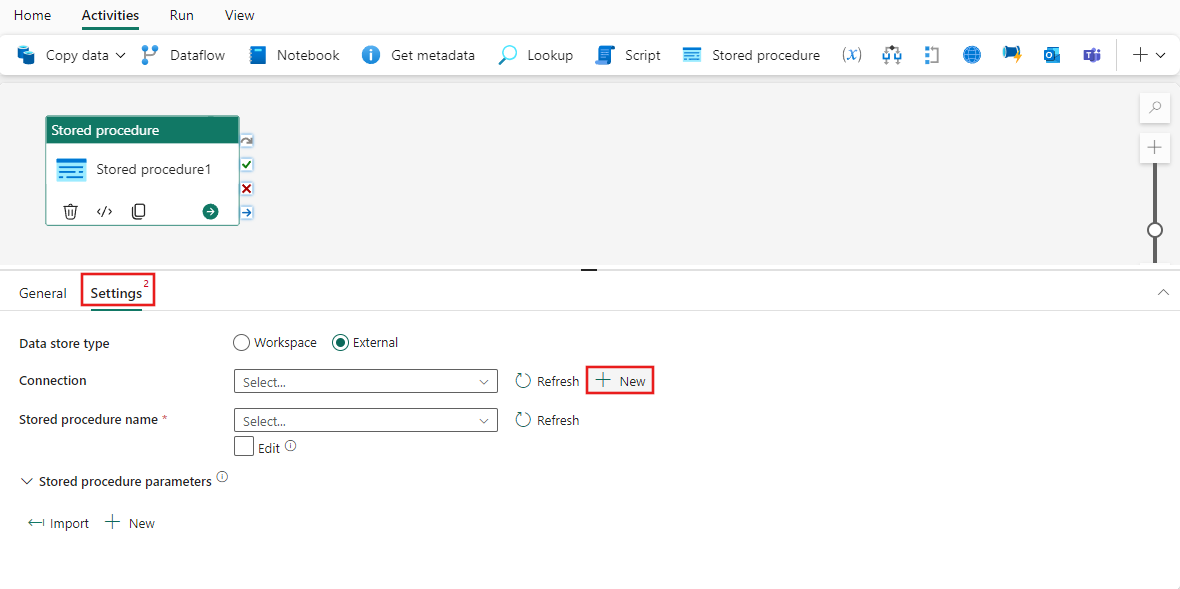 Home Activities Run View
Copy data Dataflow Notebook Get metadata Lookup Script Stored procedure (x)
Stored procedure
Stored procedure1
</>
General Settings 2
Data store type Workspace External
Connection Select... Refresh New
Stored procedure name * Select... Refresh
Edit
Stored procedure parameters
Import New